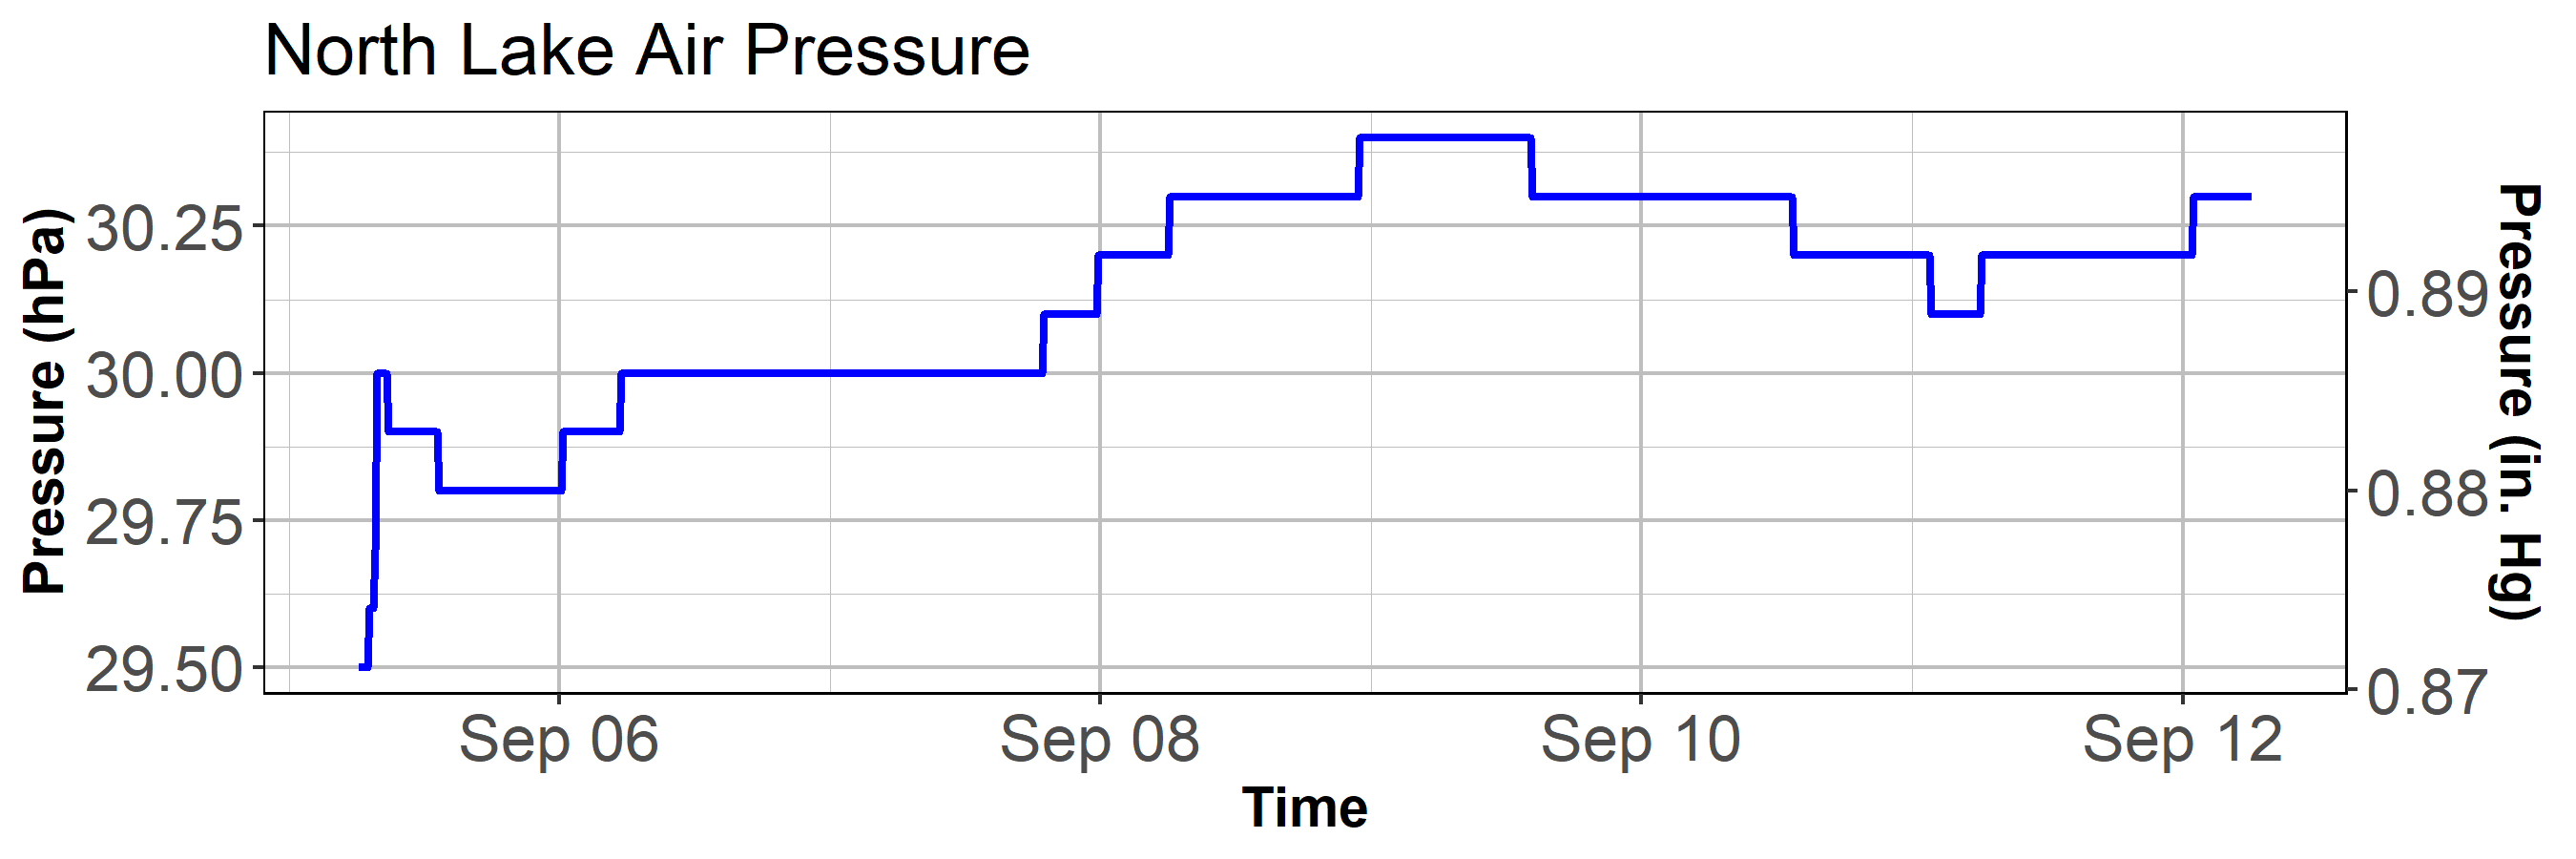 North Lake Air Pressure
Pressure (hPa)
30.25
30.00
29.75
29.50
0.89
0.88
0.87
Pressure (in. Hg)
Sep 06
Sep 08
Sep 10
Sep 12
Time